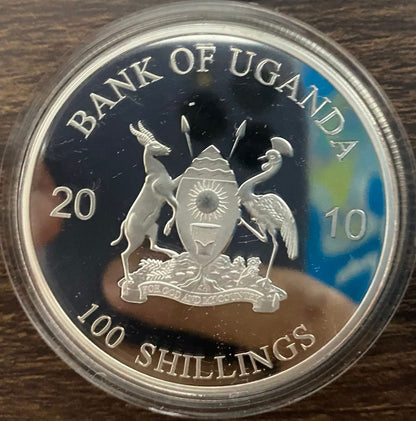 BANK OF UGANDA
20 10
FOR GOD AND MY COUNTRY
100 SHILLINGS